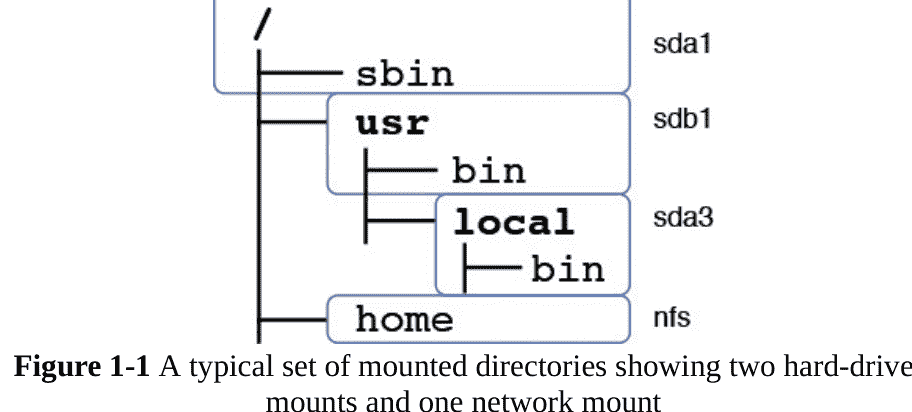 /
sda1
sbin
usr
sdb1
bin
local
sda3
bin
home
nfs
Figure 1-1 A typical set of mounted directories showing two hard-drive
mounts and one network mount